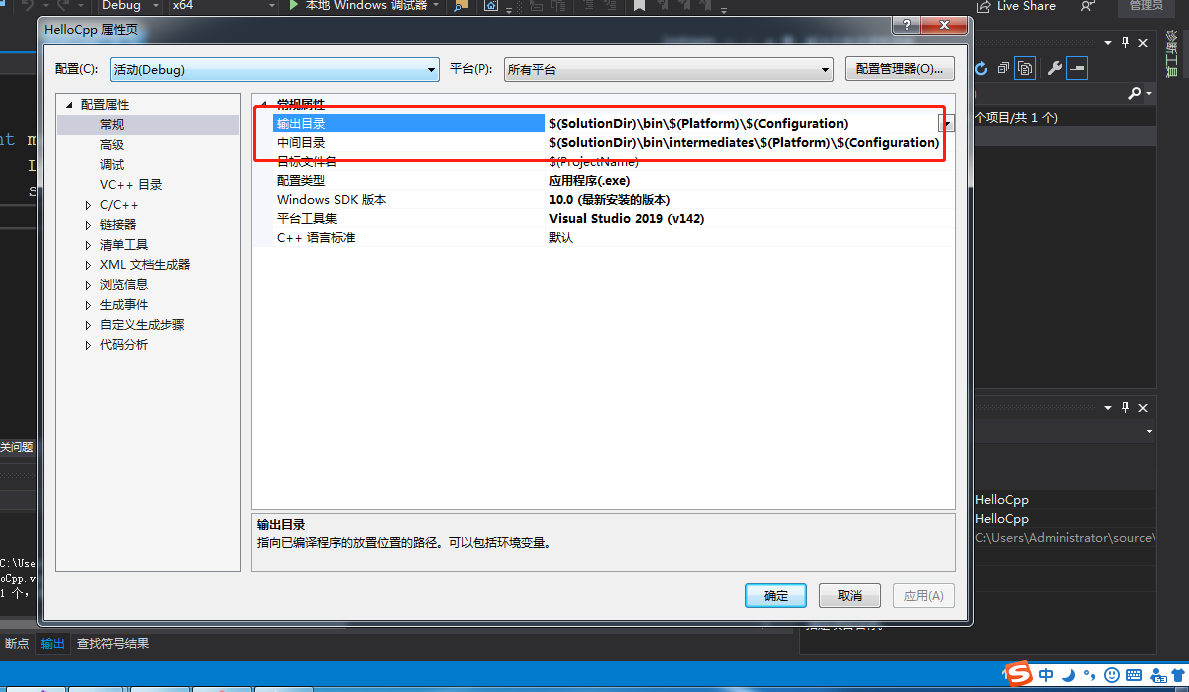 Debug x64 本地 Windows 调试器 Live Share 管理员
HelloCpp 属性页
配置(C): 活动(Debug) 平台(P): 所有平台 配置管理器(O)...
诊断工具
配置属性
常规
高级
调试
VC++ 目录
C/C++
链接器
清单工具
XML 文档生成器
浏览信息
生成事件
自定义生成步骤
代码分析
常规属性
输出目录 $(SolutionDir)\bin\$(Platform)\$(Configuration)
中间目录 $(SolutionDir)\bin\intermediates\$(Platform)\$(Configuration)
目标文件名 $(ProjectName)
配置类型 应用程序(.exe)
Windows SDK 版本 10.0 (最新安装的版本)
平台工具集 Visual Studio 2019 (v142)
C++ 语言标准 默认
个项目/共 1 个)
nt m
I
s
关问题
输出目录
指向已编译程序的放置位置的路径。可以包括环境变量。
确定 取消 应用(A)
HelloCpp
HelloCpp
C:\Users\Administrator\source\
C:\Use
oCpp.v
1 个，
断点 输出 查找符号结果
S 中